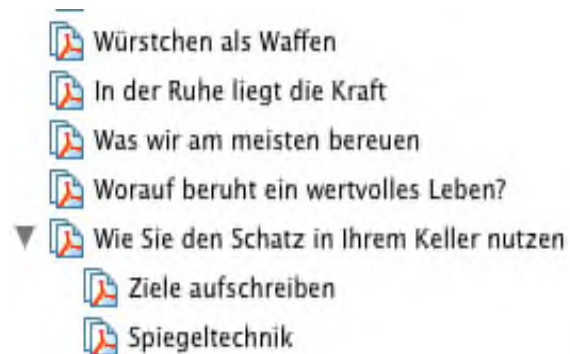 Würstchen als Waffen
In der Ruhe liegt die Kraft
Was wir am meisten bereuen
Worauf beruht ein wertvolles Leben?
Wie Sie den Schatz in Ihrem Keller nutzen
Ziele aufschreiben
Spiegeltechnik